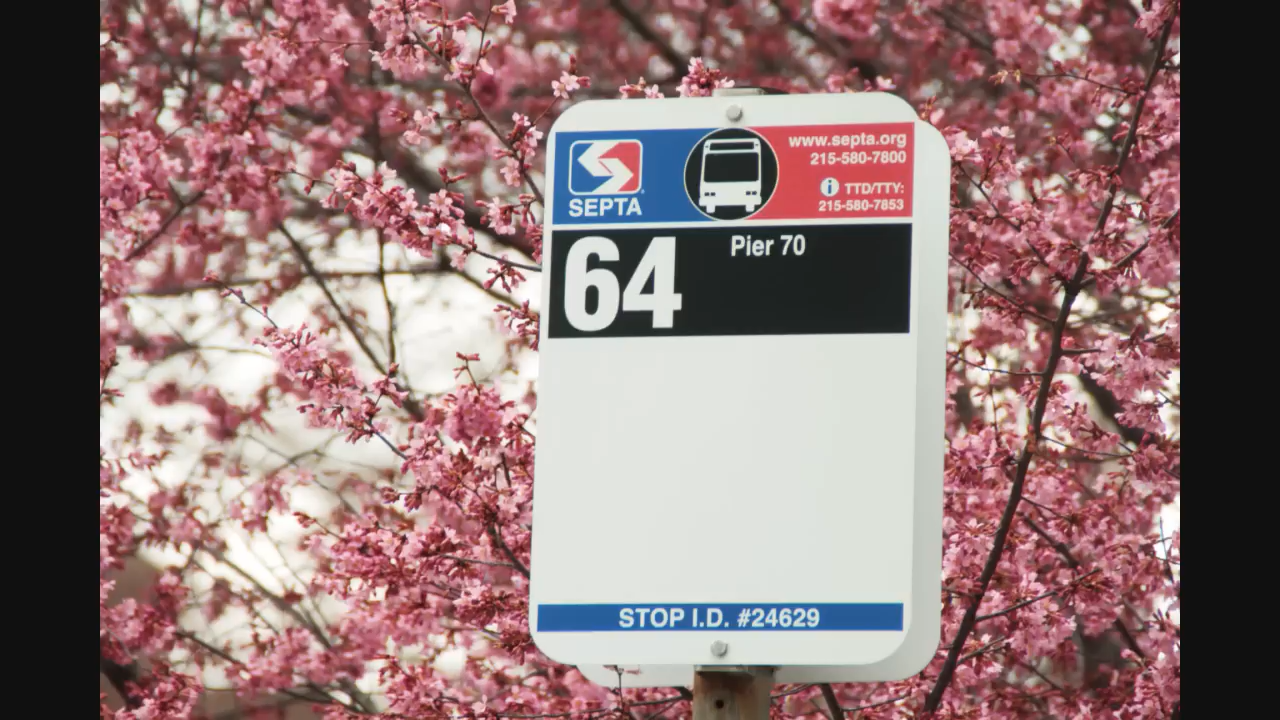 SEPTA
www.septa.org
215-580-7800
i TTD/TTY:
215-580-7853
64 Pier 70
STOP I.D. #24629